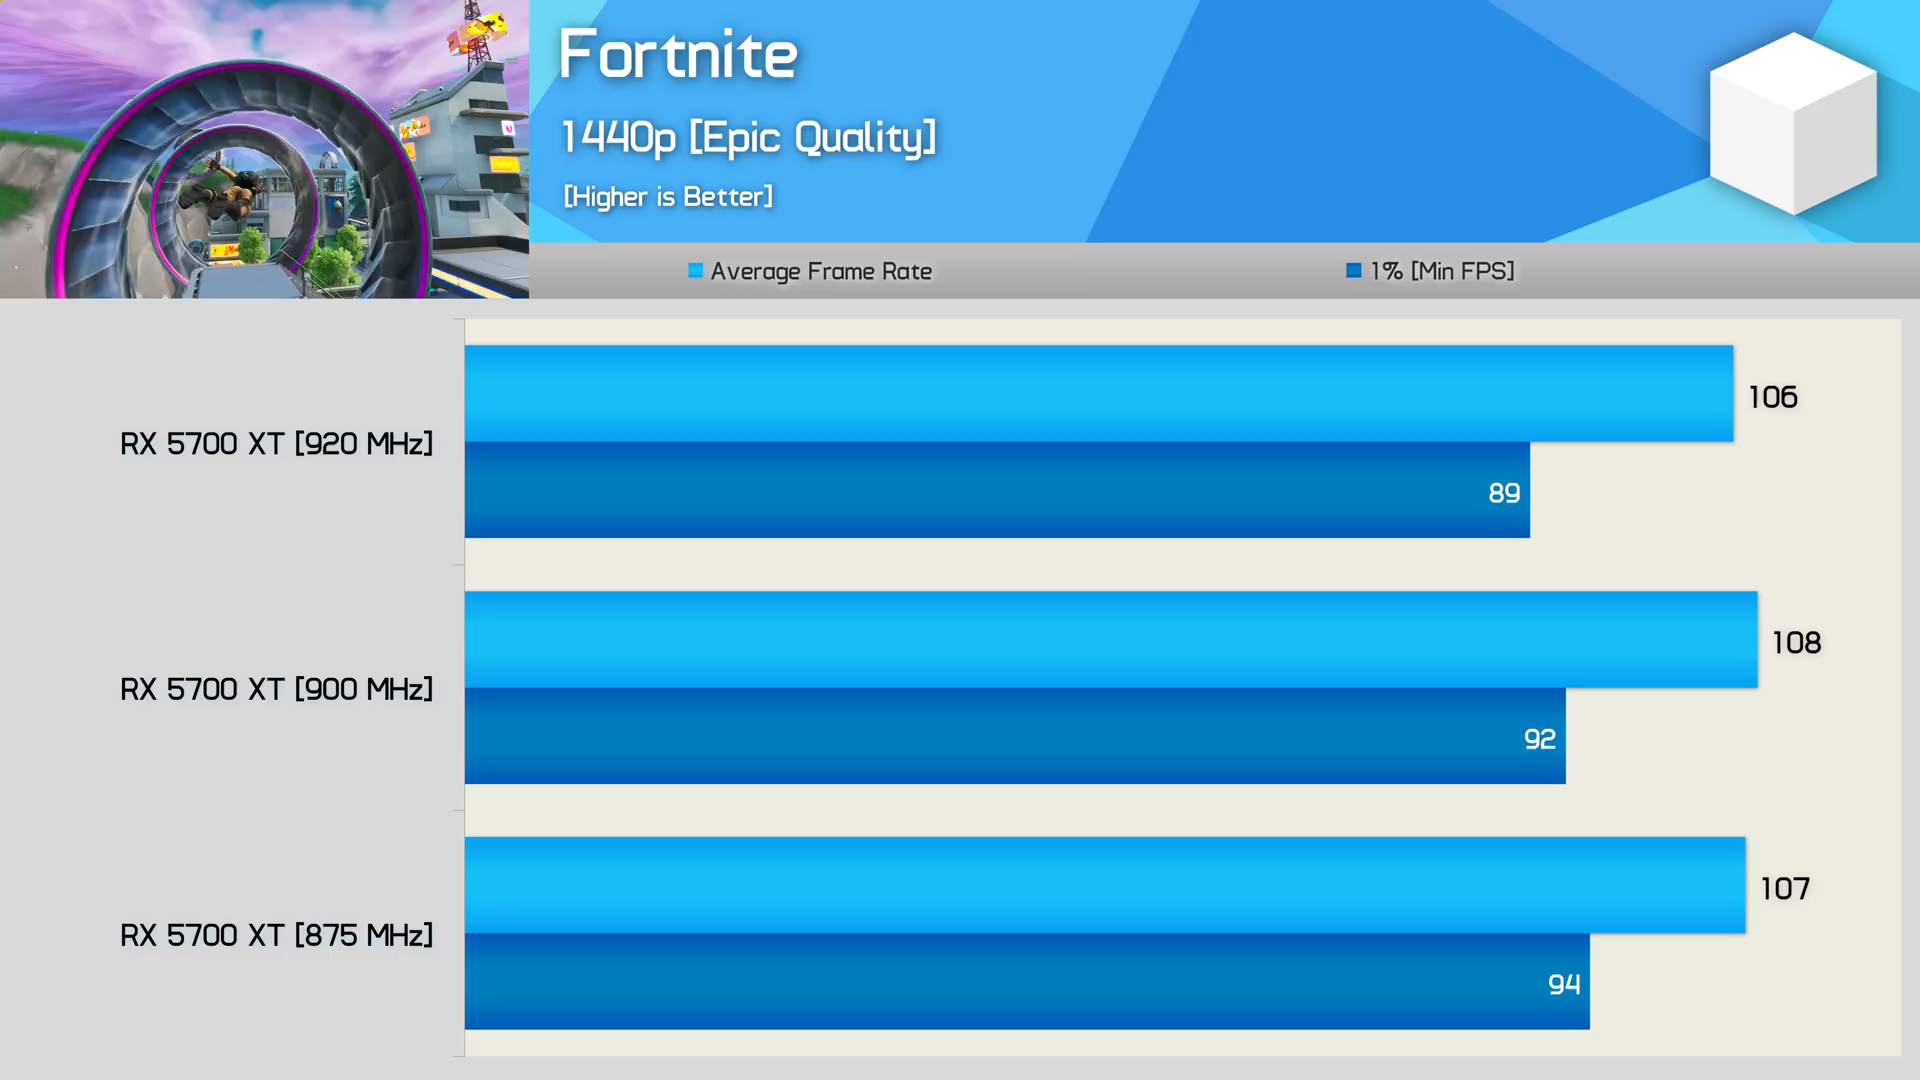 Fortnite
1440p [Epic Quality]
[Higher is Better]
Average Frame Rate
1% [Min FPS]
RX 5700 XT [920 MHz]
106
89
RX 5700 XT [900 MHz]
108
92
RX 5700 XT [875 MHz]
107
94